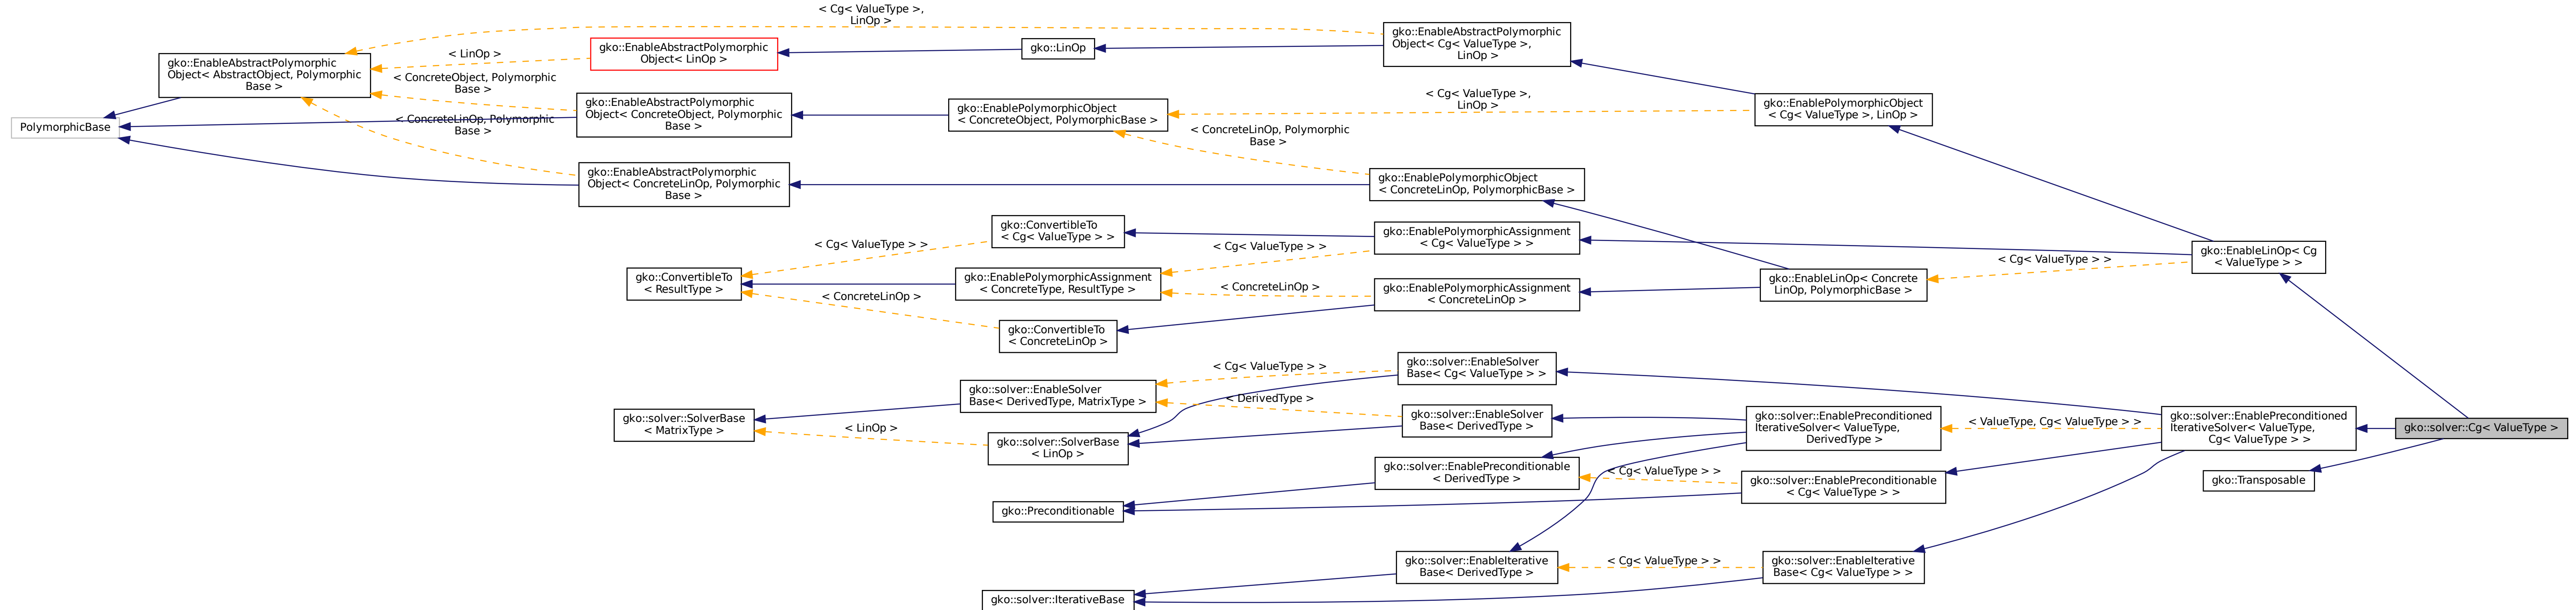 PolymorphicBase
gko::EnableAbstractPolymorphic
Object< AbstractObject, Polymorphic
Base >
< Cg< ValueType >,
LinOp >
< LinOp >
< ConcreteObject, Polymorphic
Base >
< ConcreteLinOp, Polymorphic
Base >
gko::EnableAbstractPolymorphic
Object< LinOp >
gko::EnableAbstractPolymorphic
Object< ConcreteObject, Polymorphic
Base >
gko::EnableAbstractPolymorphic
Object< ConcreteLinOp, Polymorphic
Base >
gko::LinOp
gko::EnablePolymorphicObject
< ConcreteObject, PolymorphicBase >
< ConcreteLinOp, Polymorphic
Base >
< Cg< ValueType >,
LinOp >
gko::EnableAbstractPolymorphic
Object< Cg< ValueType >,
LinOp >
gko::EnablePolymorphicObject
< Cg< ValueType >, LinOp >
gko::EnablePolymorphicObject
< ConcreteLinOp, PolymorphicBase >
gko::ConvertibleTo
< ResultType >
< Cg< ValueType > >
< ConcreteLinOp >
gko::ConvertibleTo
< Cg< ValueType > >
gko::EnablePolymorphicAssignment
< ConcreteType, ResultType >
gko::ConvertibleTo
< ConcreteLinOp >
< Cg< ValueType > >
< ConcreteLinOp >
gko::EnablePolymorphicAssignment
< Cg< ValueType > >
gko::EnablePolymorphicAssignment
< ConcreteLinOp >
gko::EnableLinOp< Concrete
LinOp, PolymorphicBase >
< Cg< ValueType > >
gko::EnableLinOp< Cg
< ValueType > >
gko::solver::SolverBase
< MatrixType >
< LinOp >
gko::solver::EnableSolver
Base< DerivedType, MatrixType >
gko::solver::SolverBase
< LinOp >
< Cg< ValueType > >
< DerivedType >
gko::solver::EnableSolver
Base< Cg< ValueType > >
gko::solver::EnableSolver
Base< DerivedType >
gko::solver::EnablePreconditioned
IterativeSolver< ValueType,
DerivedType >
< ValueType, Cg< ValueType > >
gko::solver::EnablePreconditioned
IterativeSolver< ValueType,
Cg< ValueType > >
gko::solver::Cg< ValueType >
gko::Transposable
gko::Preconditionable
gko::solver::EnablePreconditionable
< DerivedType >
< Cg< ValueType > >
gko::solver::EnablePreconditionable
< Cg< ValueType > >
gko::solver::IterativeBase
gko::solver::EnableIterative
Base< DerivedType >
< Cg< ValueType > >
gko::solver::EnableIterative
Base< Cg< ValueType > >